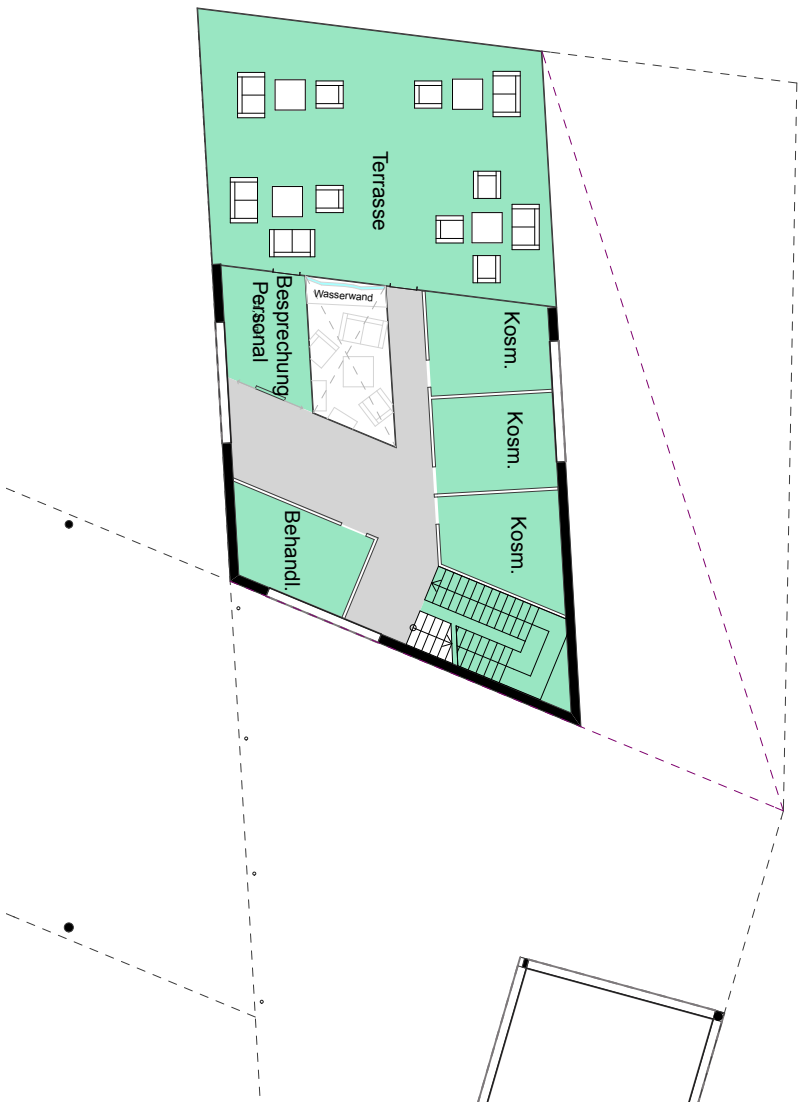 Terrasse
Wasserwand
Besprechung
Personal
Kosm.
Kosm.
Kosm.
Behandl.